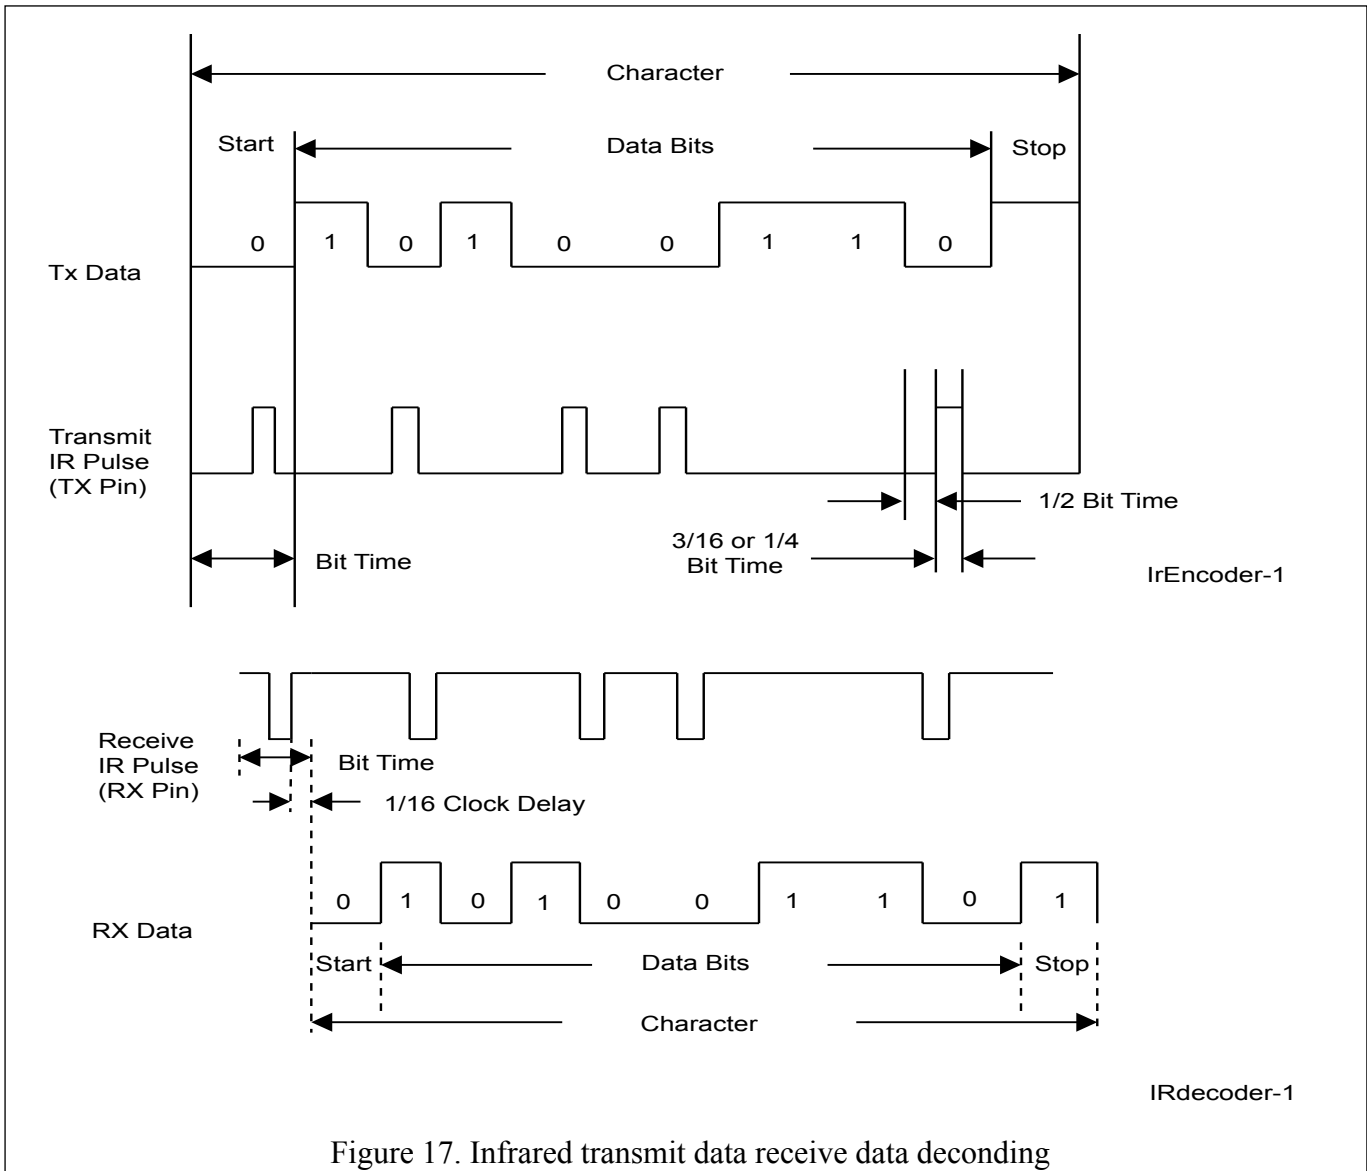 Character
Start
Data Bits
Stop
0 1 0 1 0 0 1 1 0
Tx Data
Transmit
IR Pulse
(TX Pin)
1/2 Bit Time
3/16 or 1/4
Bit Time
Bit Time
IrEncoder-1
Receive
IR Pulse
(RX Pin)
Bit Time
1/16 Clock Delay
0 1 0 1 0 0 1 1 0 1
RX Data
Start
Data Bits
Stop
Character
IRdecoder-1
Figure 17. Infrared transmit data receive data deconding